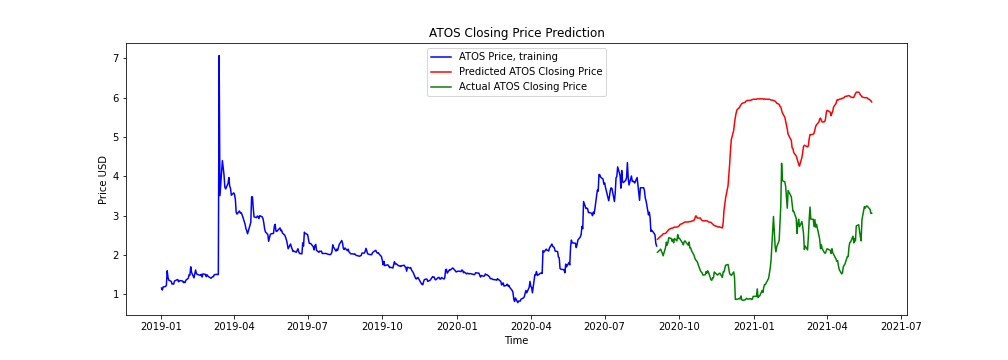 ATOS Closing Price Prediction
ATOS Price, training
Predicted ATOS Closing Price
Actual ATOS Closing Price
Price USD
7
6
5
4
3
2
1
2019-01 2019-04 2019-07 2019-10 2020-01 2020-04 2020-07 2020-10 2021-01 2021-04 2021-07
Time